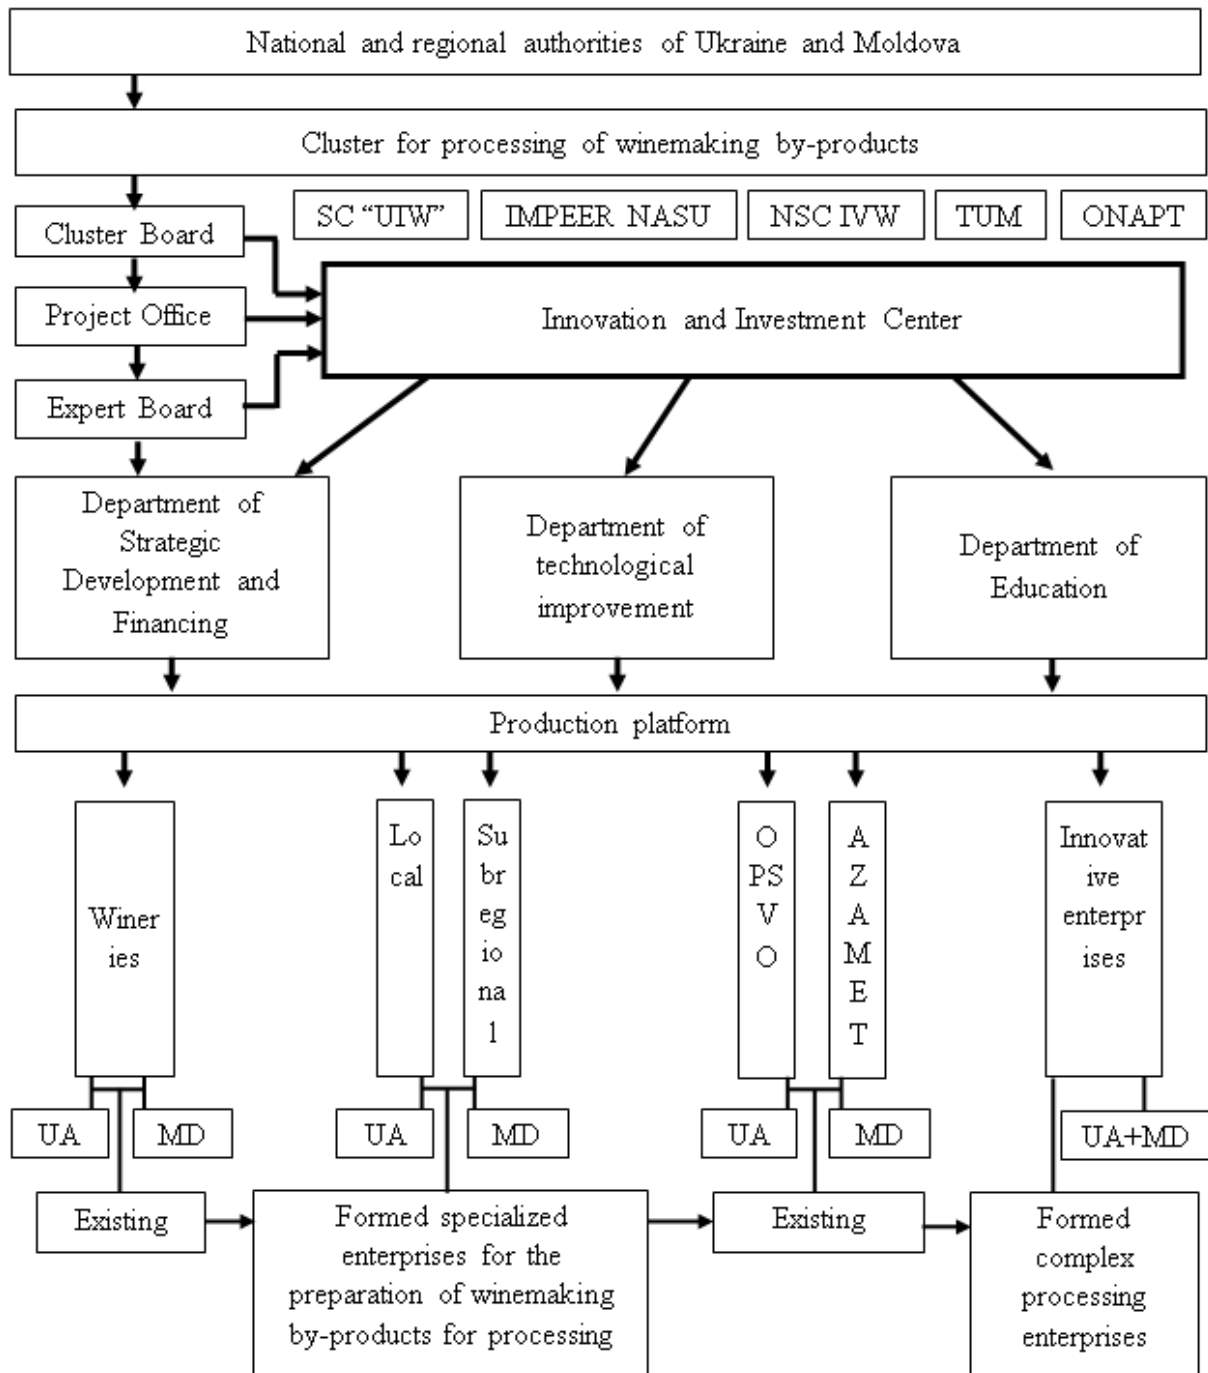 National and regional authorities of Ukraine and Moldova
Cluster for processing of winemaking by-products
SC “UIW”
IMPEER NASU
NSC IVW
TUM
ONAPT
Cluster Board
Project Office
Expert Board
Innovation and Investment Center
Department of
Strategic
Development and
Financing
Department of
technological
improvement
Department of
Education
Production platform
Winer
ies
Lo
cal
Su
br
eg
io
na
l
O
PS
V
O
A
Z
A
M
E
T
Innovat
ive
enterpr
ises
UA
MD
UA
MD
UA
MD
UA+MD
Existing
Formed specialized
enterprises for the
preparation of winemaking
by-products for processing
Existing
Formed
complex
processing
enterprises